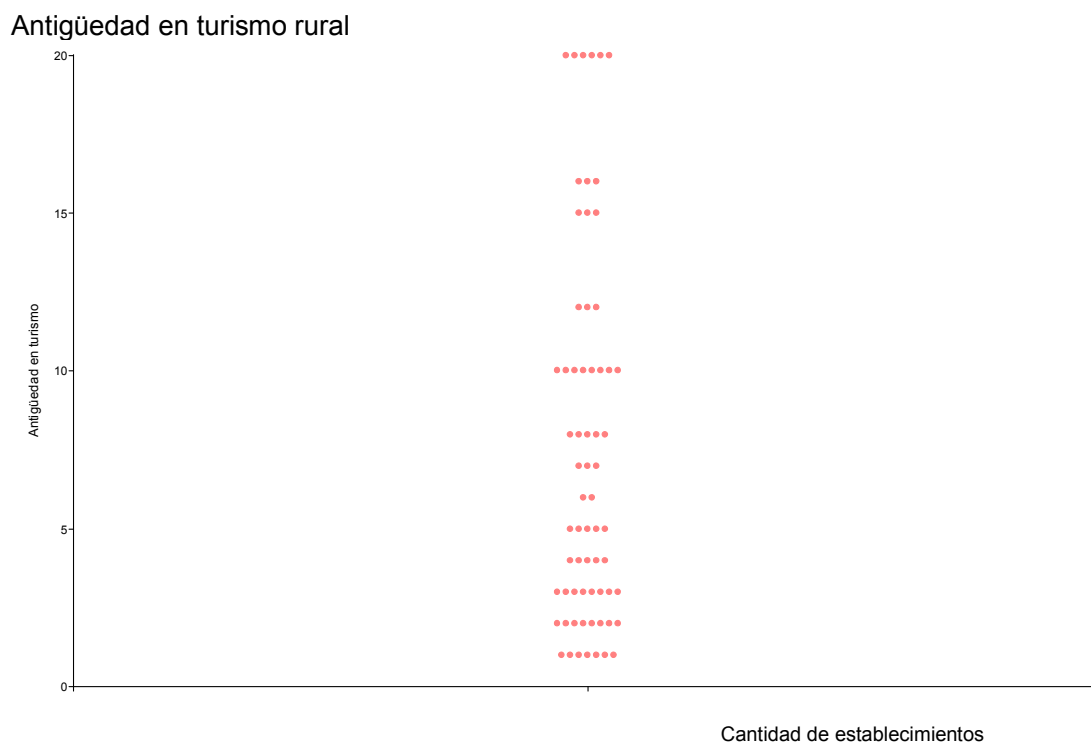 Antigüedad en turismo rural
20
15
10
5
0
Antigüedad en turismo
Cantidad de establecimientos